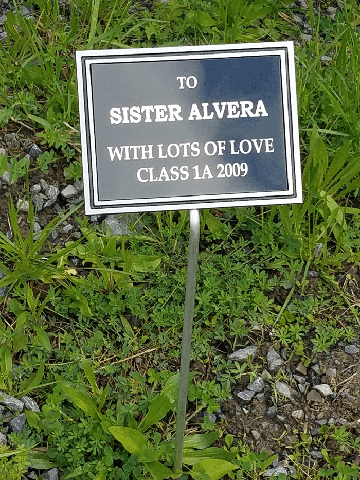 TO
SISTER ALVERA
WITH LOTS OF LOVE
CLASS 1A 2009